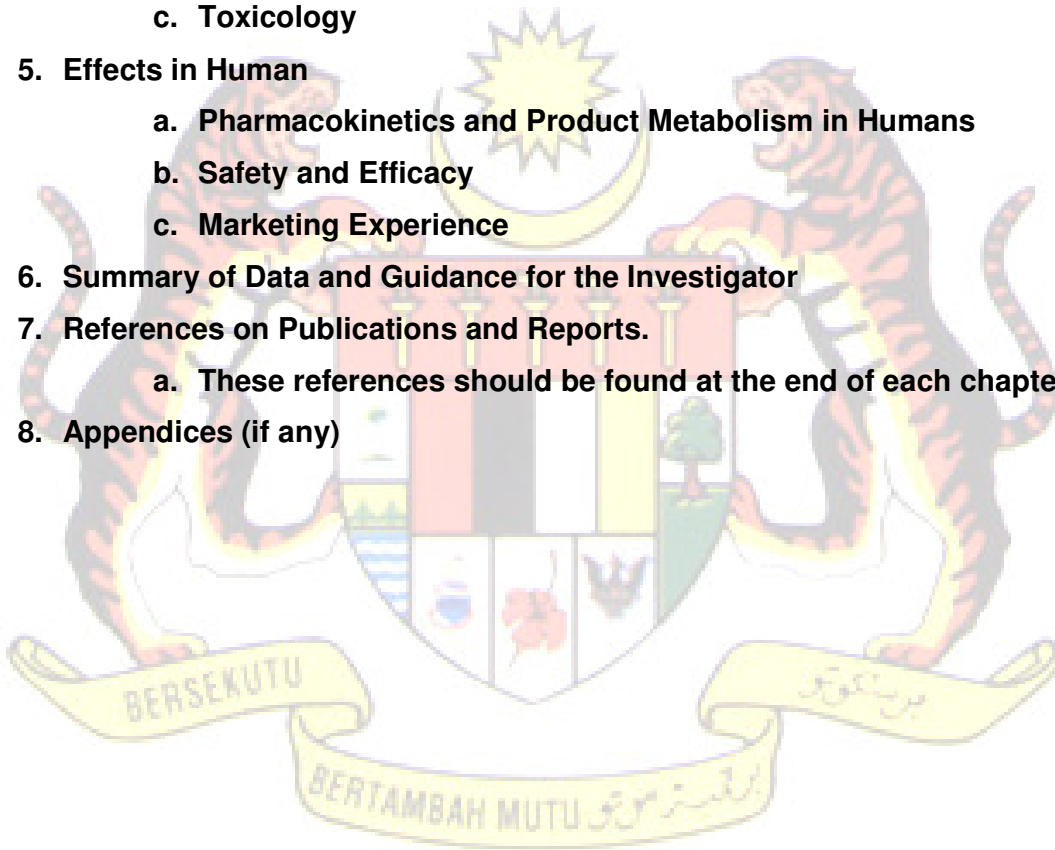 c. Toxicology
5. Effects in Human
a. Pharmacokinetics and Product Metabolism in Humans
b. Safety and Efficacy
c. Marketing Experience
6. Summary of Data and Guidance for the Investigator
7. References on Publications and Reports.
a. These references should be found at the end of each chapte
8. Appendices (if any)
BERSEKUTU
BERTAMBAH MUTU